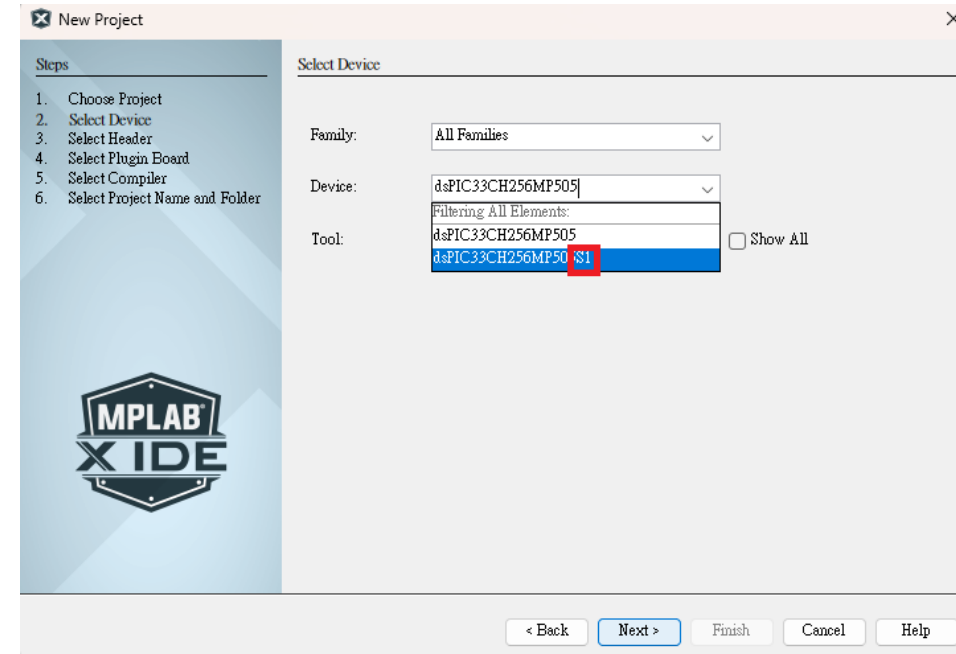 New Project
Steps
1. Choose Project
2. Select Device
3. Select Header
4. Select Plugin Board
5. Select Compiler
6. Select Project Name and Folder
MPLAB
X IDE
Select Device
Family: All Families
Device: dsPIC33CH256MP505
Filtering All Elements:
dsPIC33CH256MP505
dsPIC33CH256MP505S1
Tool: Show All
< Back Next > Finish Cancel Help